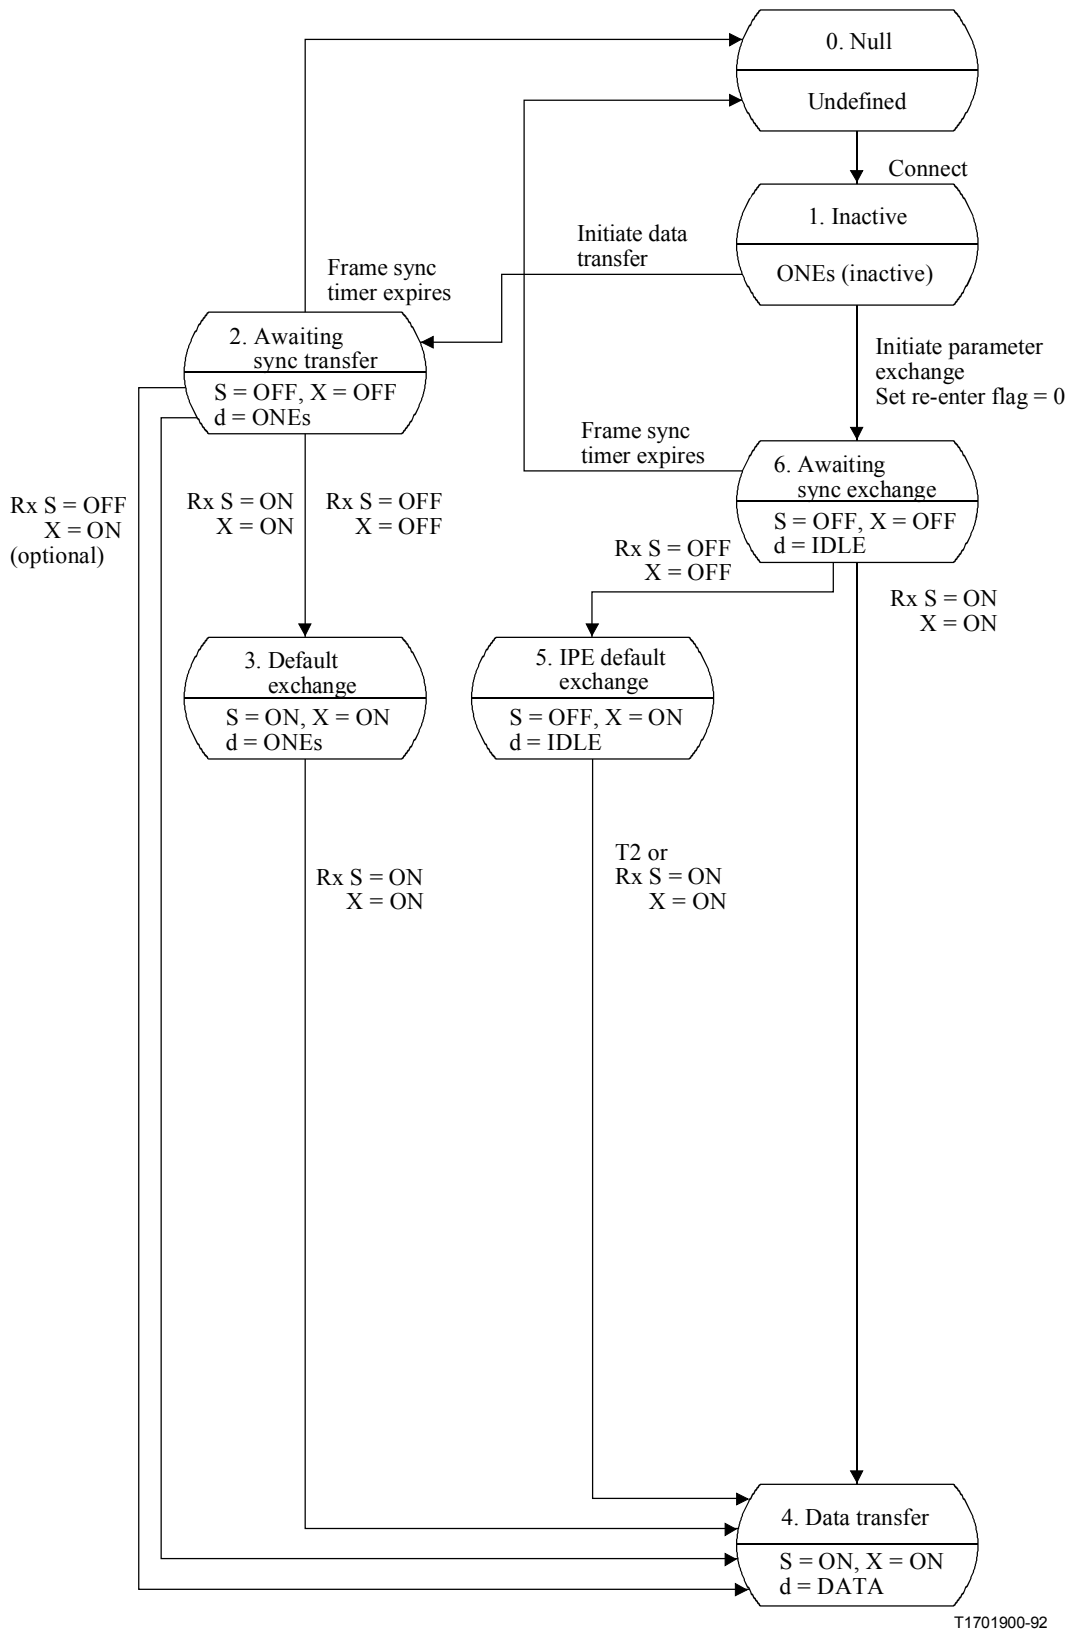 0. Null
Undefined
Connect
1. Inactive
ONEs (inactive)
Initiate data
transfer
Frame sync
timer expires
2. Awaiting
sync transfer
S = OFF, X = OFF
d = ONEs
Initiate parameter
exchange
Set re-enter flag = 0
Frame sync
timer expires
6. Awaiting
sync exchange
S = OFF, X = OFF
d = IDLE
Rx S = OFF
X = ON
(optional)
Rx S = ON
X = ON
Rx S = OFF
X = OFF
Rx S = OFF
X = OFF
Rx S = ON
X = ON
3. Default
exchange
S = ON, X = ON
d = ONEs
5. IPE default
exchange
S = OFF, X = ON
d = IDLE
Rx S = ON
X = ON
T2 or
Rx S = ON
X = ON
4. Data transfer
S = ON, X = ON
d = DATA
T1701900-92